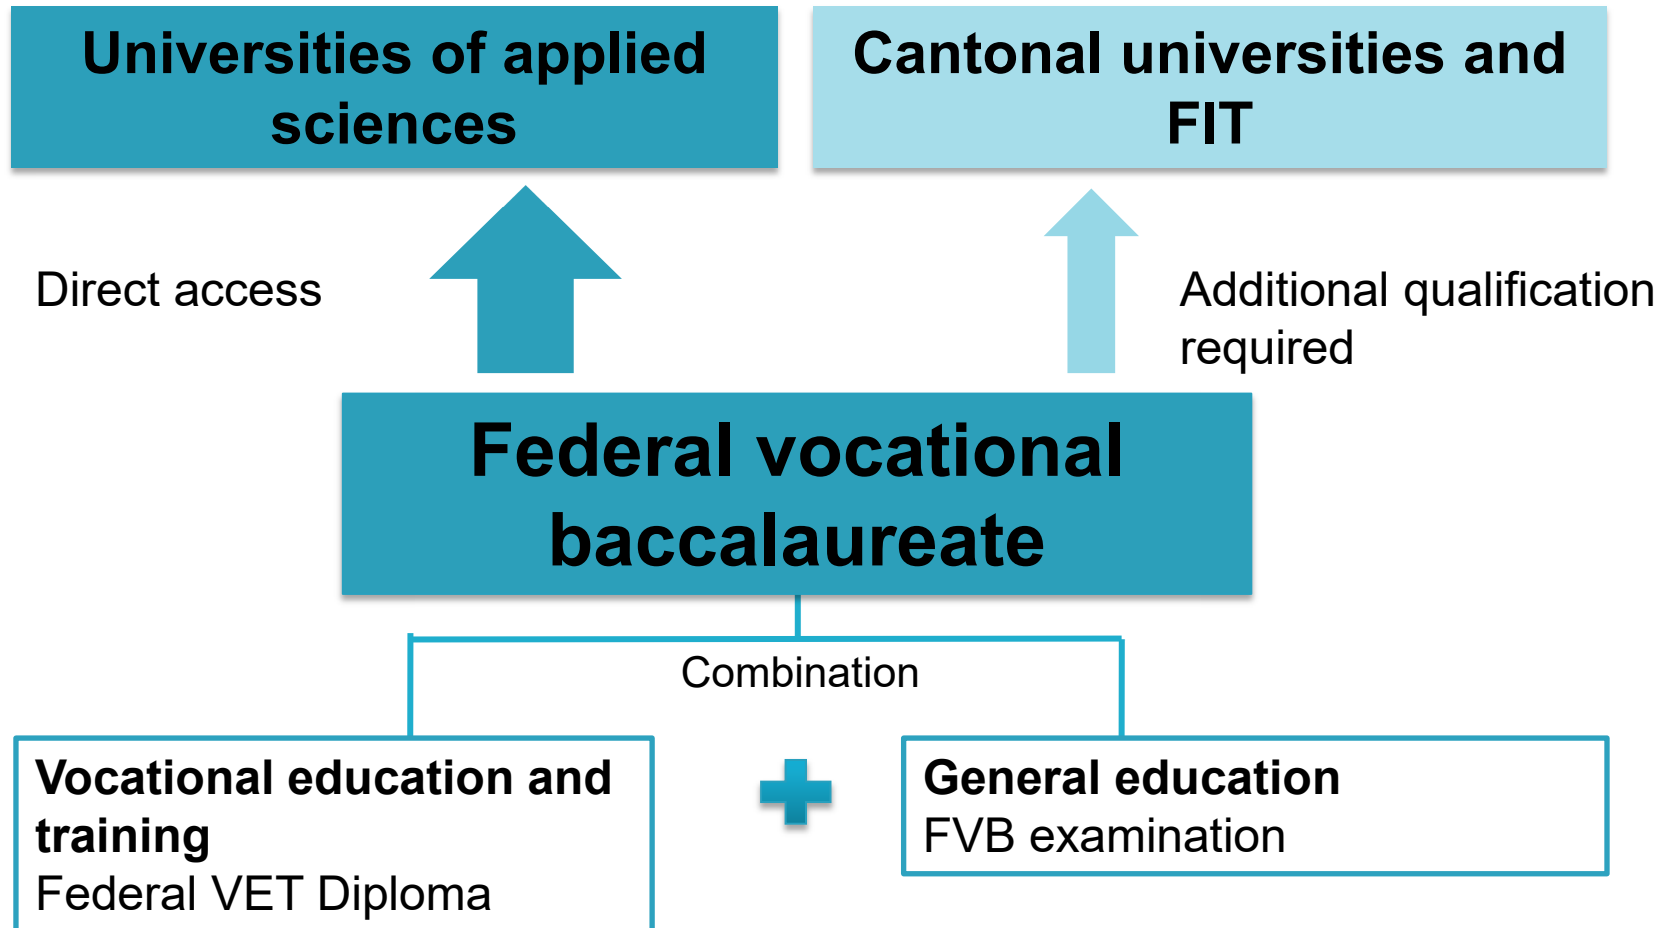 Universities of applied
sciences
Cantonal universities and
FIT
Direct access
Additional qualification
required
Federal vocational
baccalaureate
Combination
Vocational education and
training
Federal VET Diploma
General education
FVB examination